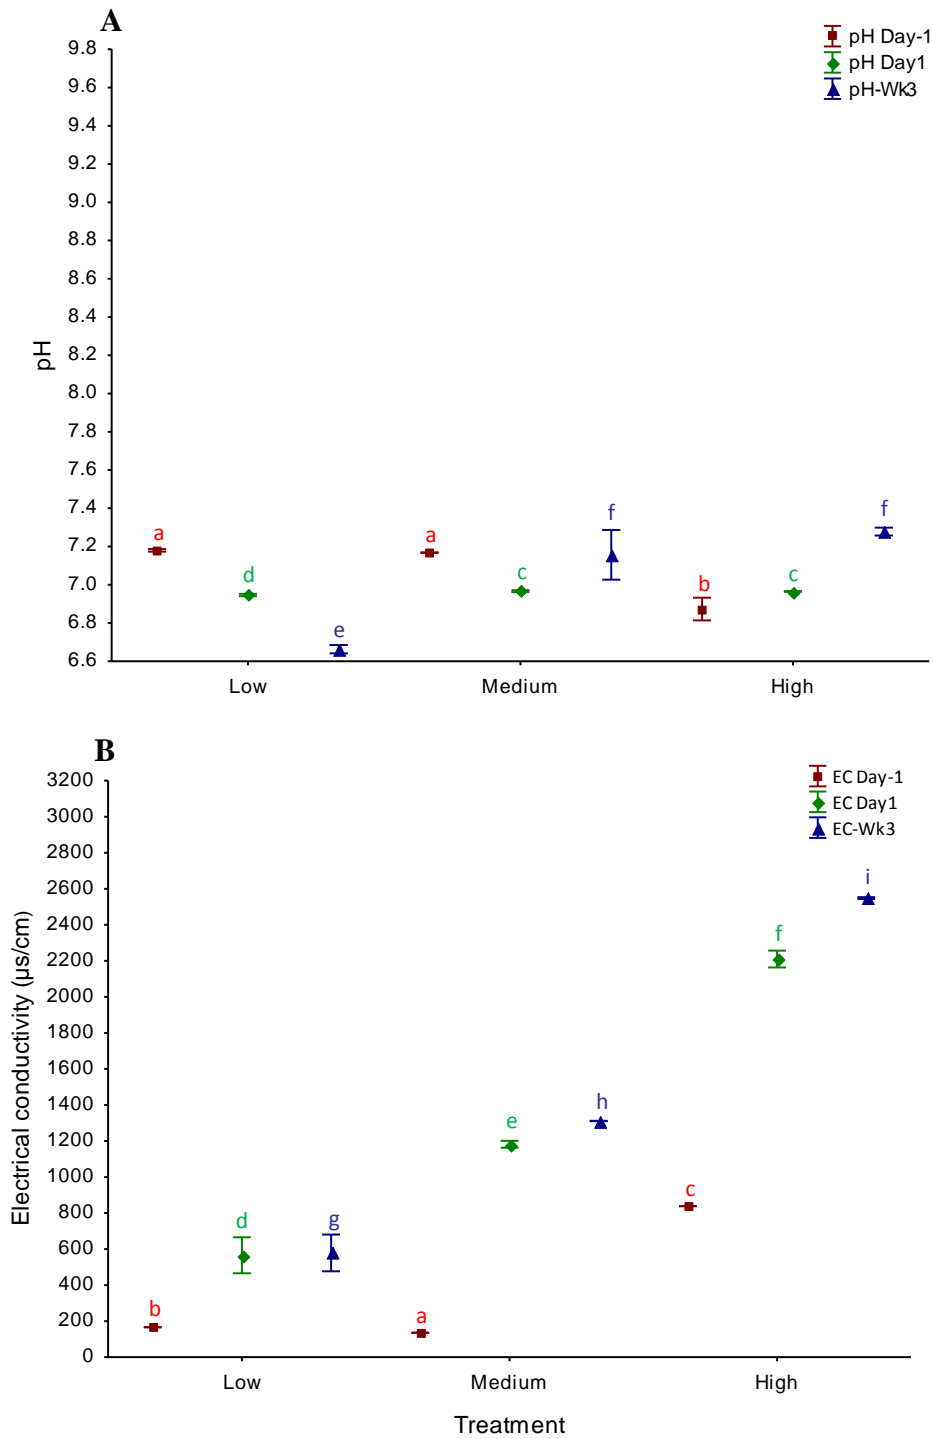 A
pH Day-1
pH Day1
pH-Wk3
9.8
9.6
9.4
9.2
9.0
8.8
8.6
8.4
8.2
8.0
7.8
7.6
7.4
7.2
7.0
6.8
6.6
pH
a
d
e
a
c
f
b
c
f
Low Medium High
B
EC Day-1
EC Day1
EC-Wk3
3200
3000
2800
2600
2400
2200
2000
1800
1600
1400
1200
1000
800
600
400
200
0
Electrical conductivity (µs/cm)
b
d
g
a
e
h
c
f
i
Low Medium High
Treatment